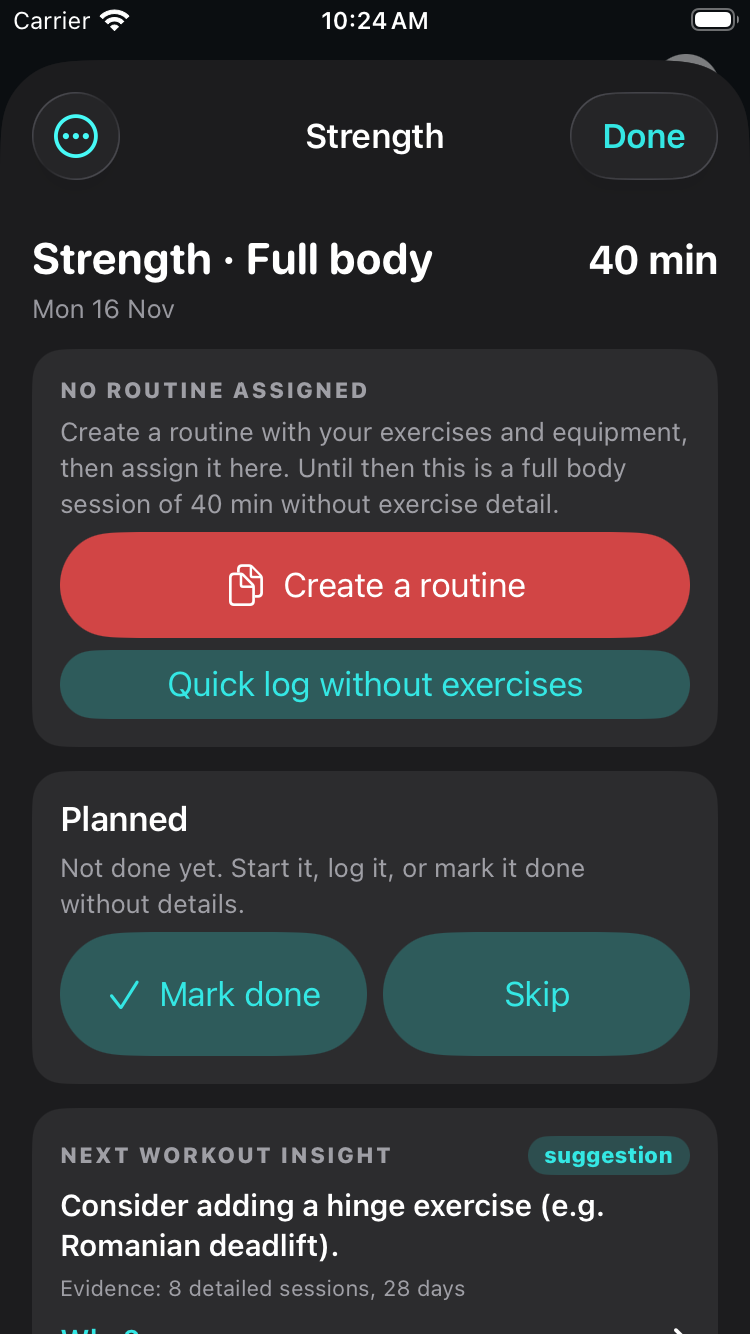 Carrier 10:24 AM
Strength Done
Strength · Full body 40 min
Mon 16 Nov
NO ROUTINE ASSIGNED
Create a routine with your exercises and equipment,
then assign it here. Until then this is a full body
session of 40 min without exercise detail.
Create a routine
Quick log without exercises
Planned
Not done yet. Start it, log it, or mark it done
without details.
Mark done Skip
NEXT WORKOUT INSIGHT suggestion
Consider adding a hinge exercise (e.g.
Romanian deadlift).
Evidence: 8 detailed sessions, 28 days